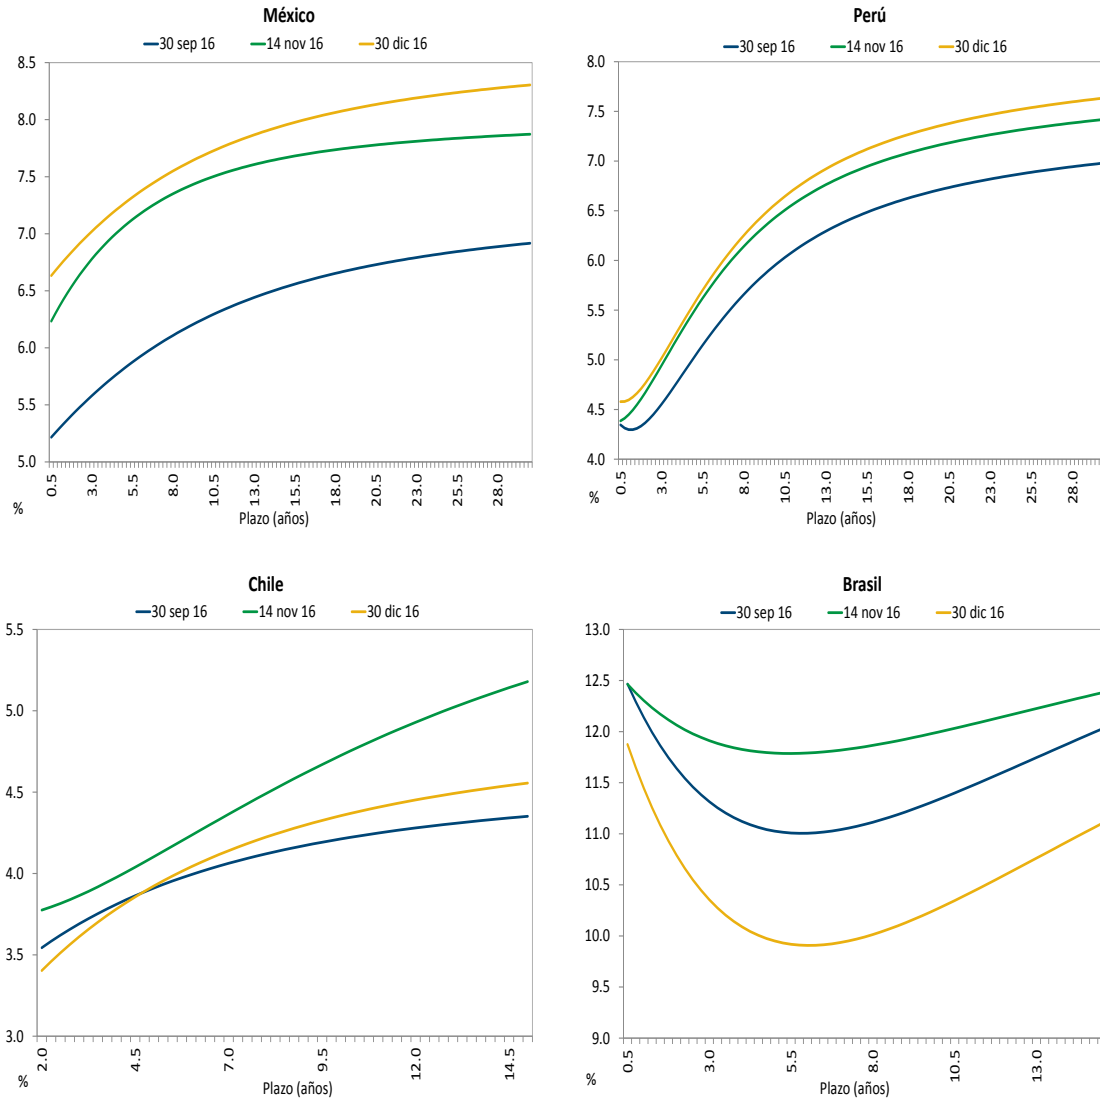 México
30 sep 16 14 nov 16 30 dic 16
8.5
8.0
7.5
7.0
6.5
6.0
5.5
5.0
0.5 3.0 5.5 8.0 10.5 13.0 15.5 18.0 20.5 23.0 25.5 28.0
%
Plazo (años)
Perú
30 sep 16 14 nov 16 30 dic 16
8.0
7.5
7.0
6.5
6.0
5.5
5.0
4.5
4.0
0.5 3.0 5.5 8.0 10.5 13.0 15.5 18.0 20.5 23.0 25.5 28.0
%
Plazo (años)
Chile
30 sep 16 14 nov 16 30 dic 16
5.5
5.0
4.5
4.0
3.5
3.0
2.0 4.5 7.0 9.5 12.0 14.5
%
Plazo (años)
Brasil
30 sep 16 14 nov 16 30 dic 16
13.0
12.5
12.0
11.5
11.0
10.5
10.0
9.5
9.0
0.5 3.0 5.5 8.0 10.5 13.0
%
Plazo (años)